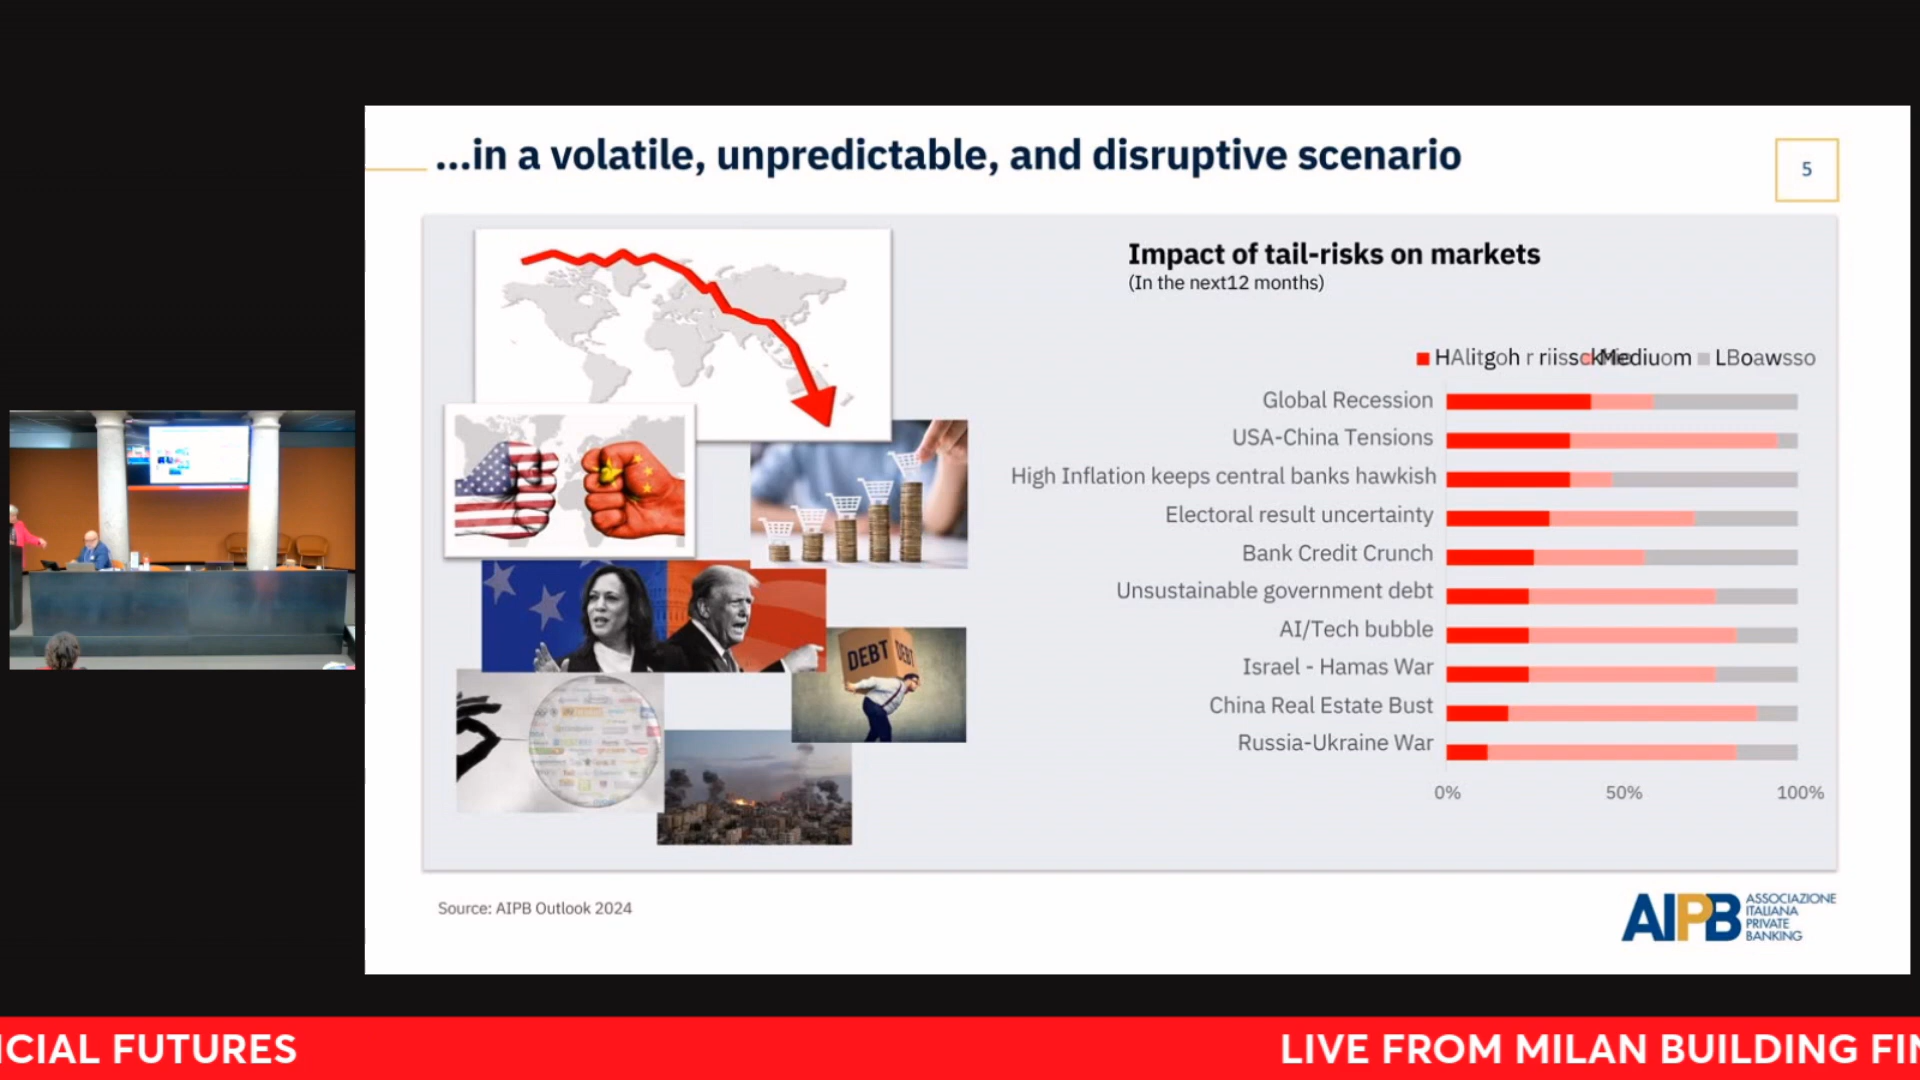 ...in a volatile, unpredictable, and disruptive scenario
5
Impact of tail-risks on markets
(In the next12 months)
Global Recession
USA-China Tensions
High Inflation keeps central banks hawkish
Electoral result uncertainty
Bank Credit Crunch
Unsustainable government debt
AI/Tech bubble
Israel - Hamas War
China Real Estate Bust
Russia-Ukraine War
0% 50% 100%
DEBT DEBT
Source: AIPB Outlook 2024
AIPB ASSOCIAZIONE
ITALIANA
PRIVATE
BANKING
ICIAL FUTURES LIVE FROM MILAN BUILDING FIN